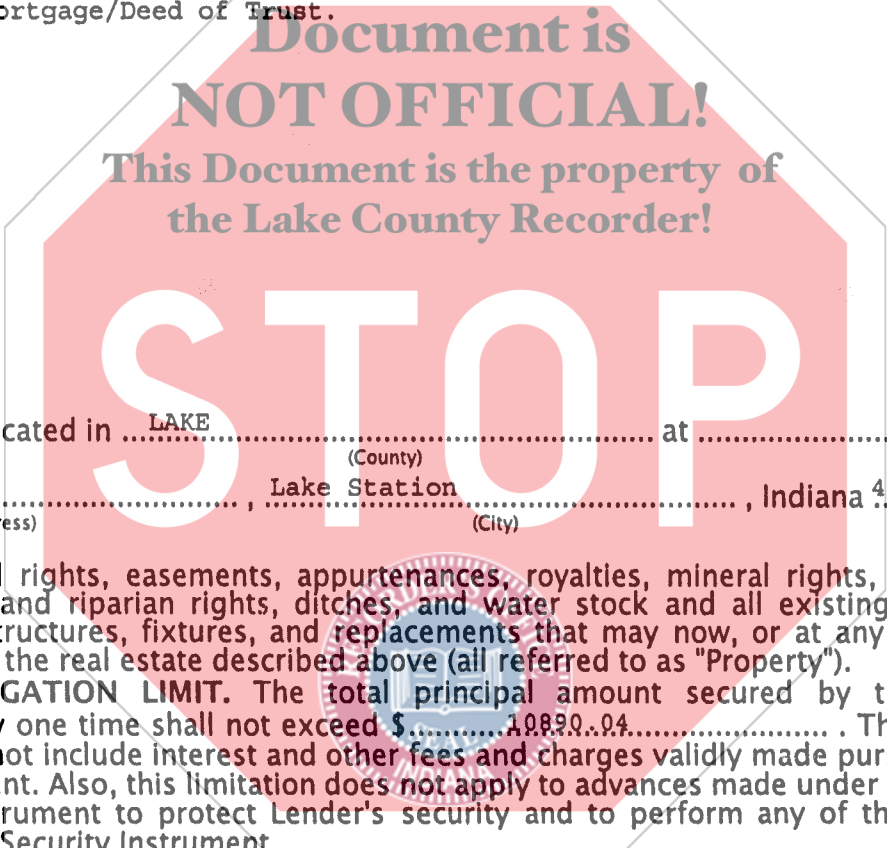 ortgage/Deed of Trust.
Document is
NOT OFFICIAL!
This Document is the property of
the Lake County Recorder!
STOP
cated in ....LAKE.................................................................. at ............................
(County)
................................... , Lake Station............................................... , Indiana 4
ess) (City)
rights, easements, appurtenances, royalties, mineral rights,
and riparian rights, ditches, and water stock and all existing
ructures, fixtures, and replacements that may now, or at any
the real estate described above (all referred to as "Property").
GATION LIMIT. The total principal amount secured by t
y one time shall not exceed $..........10890.04............................. . Th
not include interest and other fees and charges validly made pur
nt. Also, this limitation does not apply to advances made under
rument to protect Lender's security and to perform any of th
Security Instrument
INDIANA